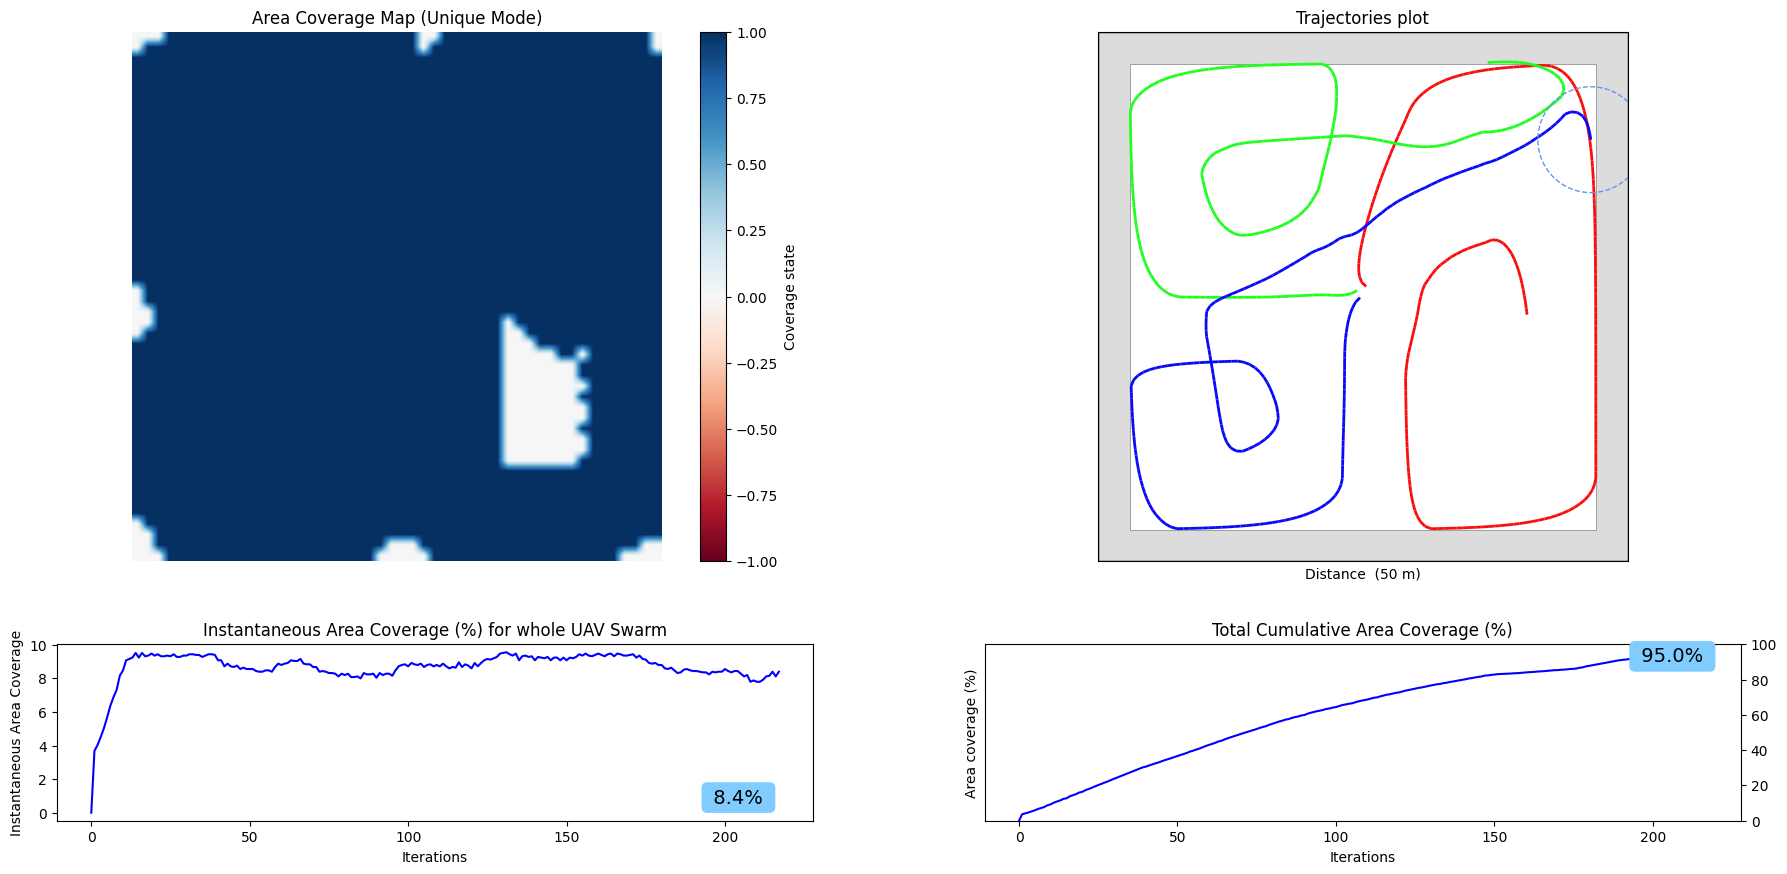 Area Coverage Map (Unique Mode)
1.00
0.75
0.50
0.25
0.00
−0.25
−0.50
−0.75
−1.00
Coverage state
Trajectories plot
Distance  (50 m)
Instantaneous Area Coverage (%) for whole UAV Swarm
Instantaneous Area Coverage
10
8
6
4
2
0
8.4%
0 50 100 150 200
Iterations
Total Cumulative Area Coverage (%)
Area coverage (%)
95.0%
100
80
60
40
20
0
0 50 100 150 200
Iterations